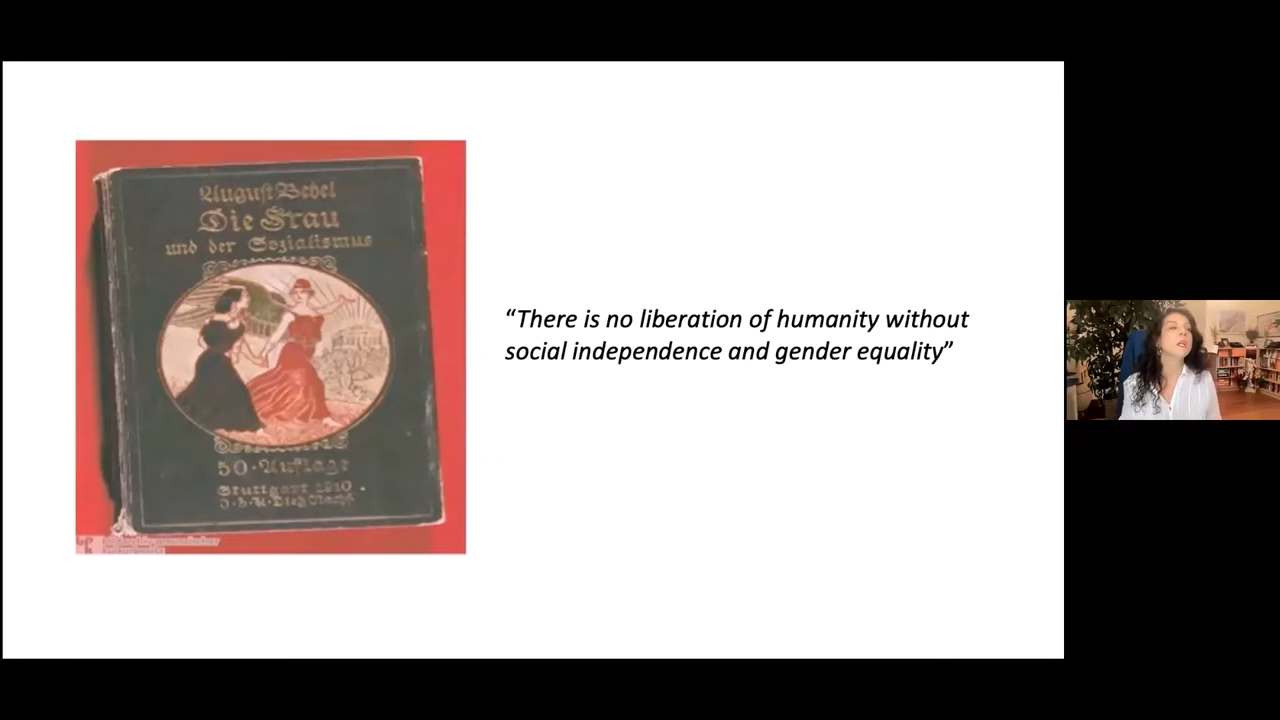 August Bebel
Die Frau
und der Sozialismus
50. Auflage
Stuttgart 1910
“There is no liberation of humanity without
social independence and gender equality”